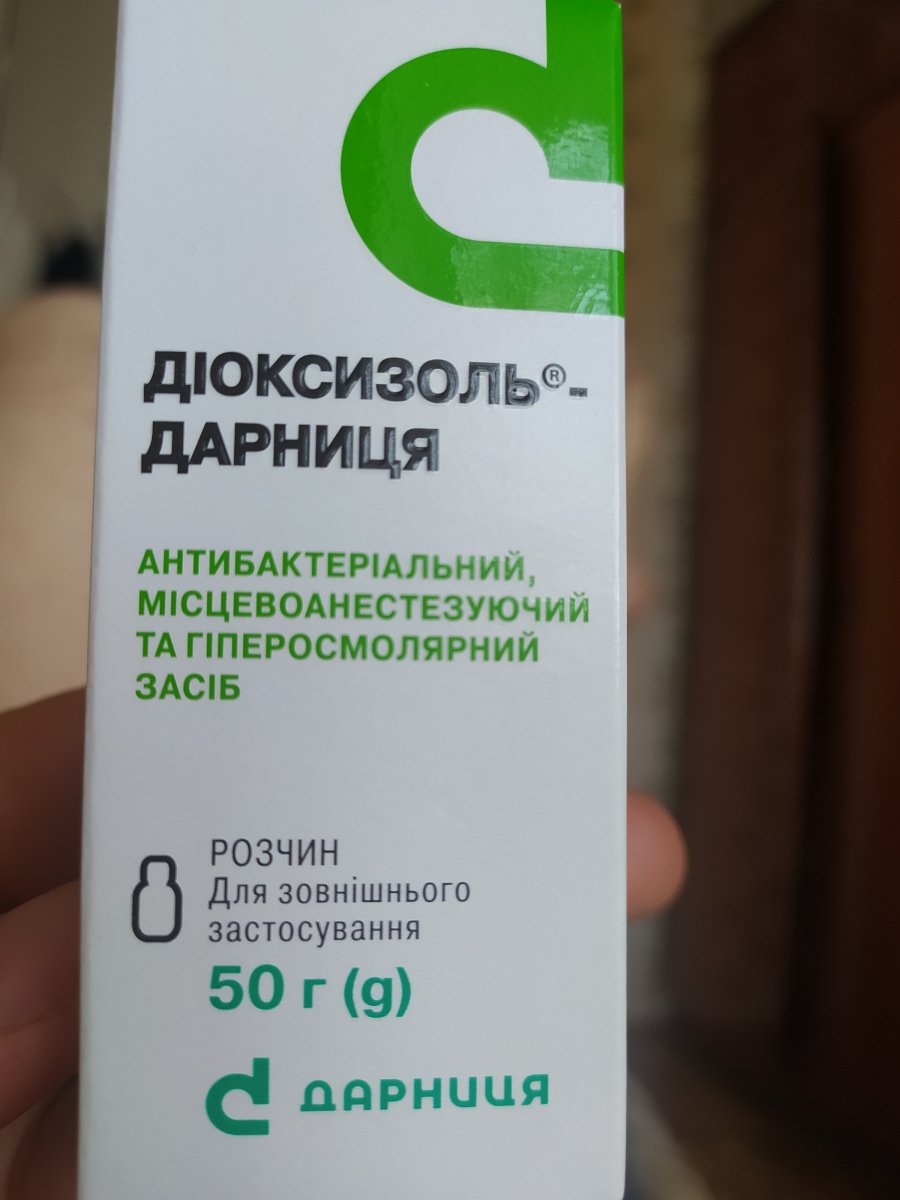 ДІОКСИЗОЛЬ®-
ДАРНИЦЯ
АНТИБАКТЕРІАЛЬНИЙ,
МІСЦЕВОАНЕСТЕЗУЮЧИЙ
ТА ГІПЕРОСМОЛЯРНИЙ
ЗАСІБ
РОЗЧИН
Для зовнішнього
застосування
50 г (g)
ДАРНИЦЯ